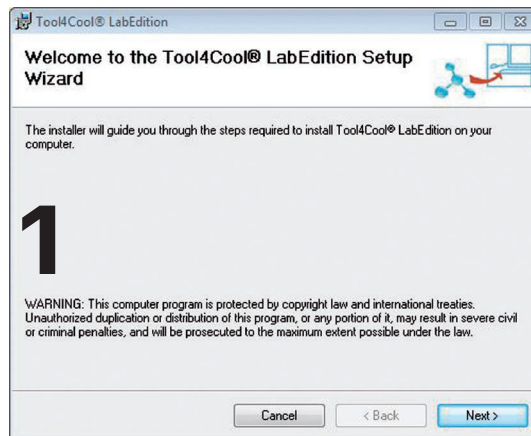 Tool4Cool® LabEdition
Welcome to the Tool4Cool® LabEdition Setup
Wizard
The installer will guide you through the steps required to install Tool4Cool® LabEdition on your
computer.
1
WARNING: This computer program is protected by copyright law and international treaties.
Unauthorized duplication or distribution of this program, or any portion of it, may result in severe civil
or criminal penalties, and will be prosecuted to the maximum extent possible under the law.
Cancel
< Back
Next >